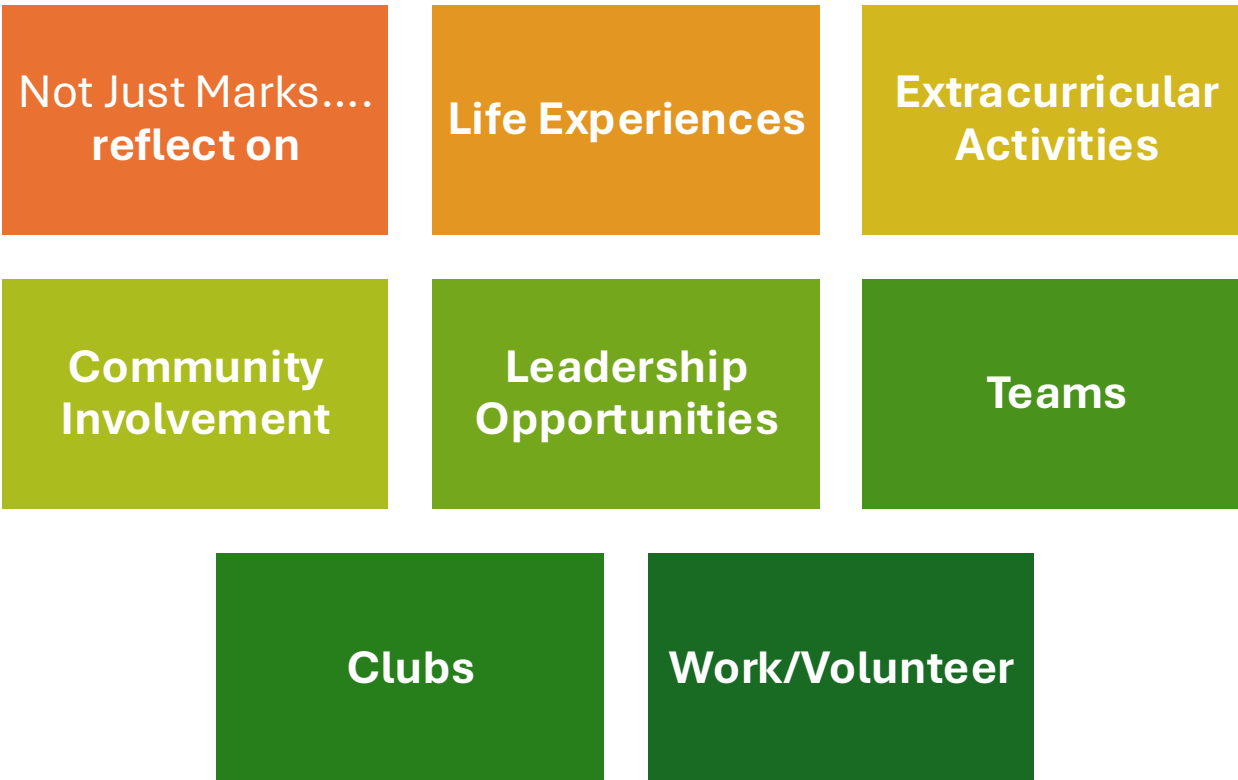 Not Just Marks....
reflect on
Life Experiences
Extracurricular
Activities
Community
Involvement
Leadership
Opportunities
Teams
Clubs
Work/Volunteer